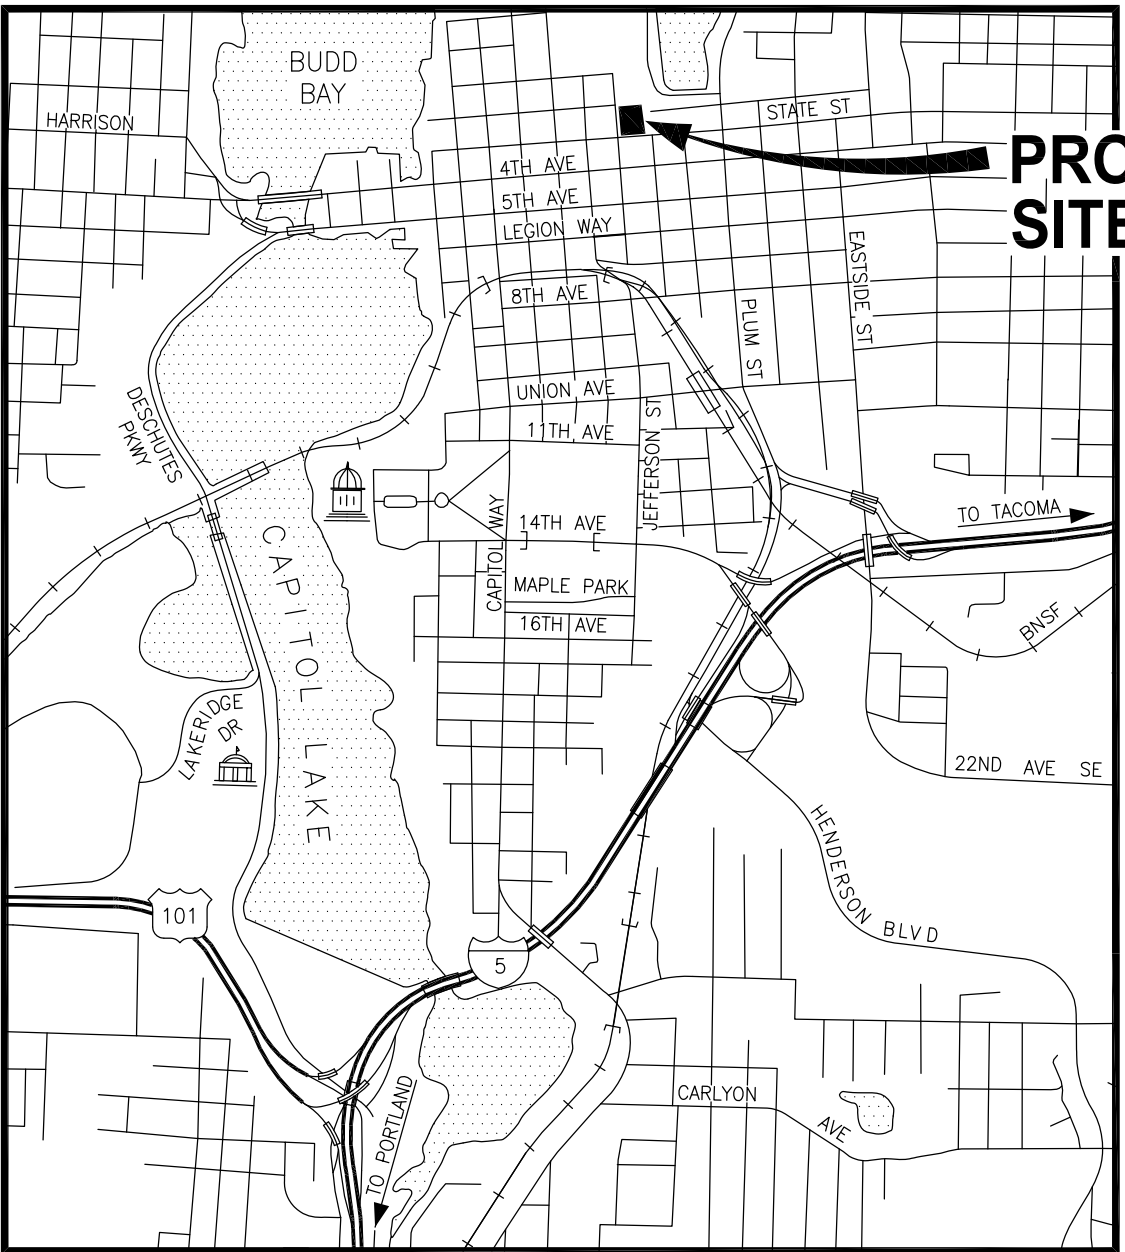 BUDD
BAY
HARRISON
STATE ST
PRO
SITE
4TH AVE
5TH AVE
LEGION WAY
EASTSIDE ST
8TH AVE
PLUM ST
UNION AVE
DESCHUTES
PKWY
11TH AVE
JEFFERSON ST
CAPITOL WAY
14TH AVE
TO TACOMA
CAPITOL LAKE
MAPLE PARK
16TH AVE
BNSF
LAKERIDGE
DR
22ND AVE SE
HENDERSON BLVD
101
5
TO PORTLAND
CARLYON
AVE